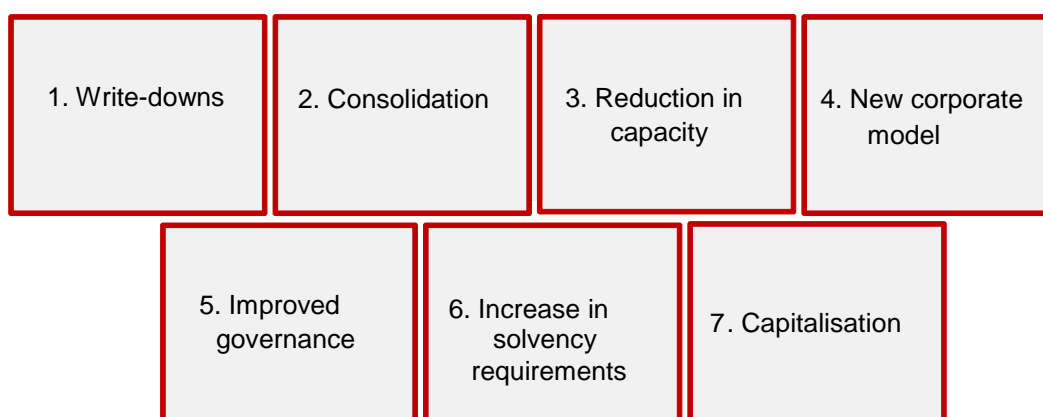 1. Write-downs
2. Consolidation
3. Reduction in
capacity
4. New corporate
model
5. Improved
governance
6. Increase in
solvency
requirements
7. Capitalisation